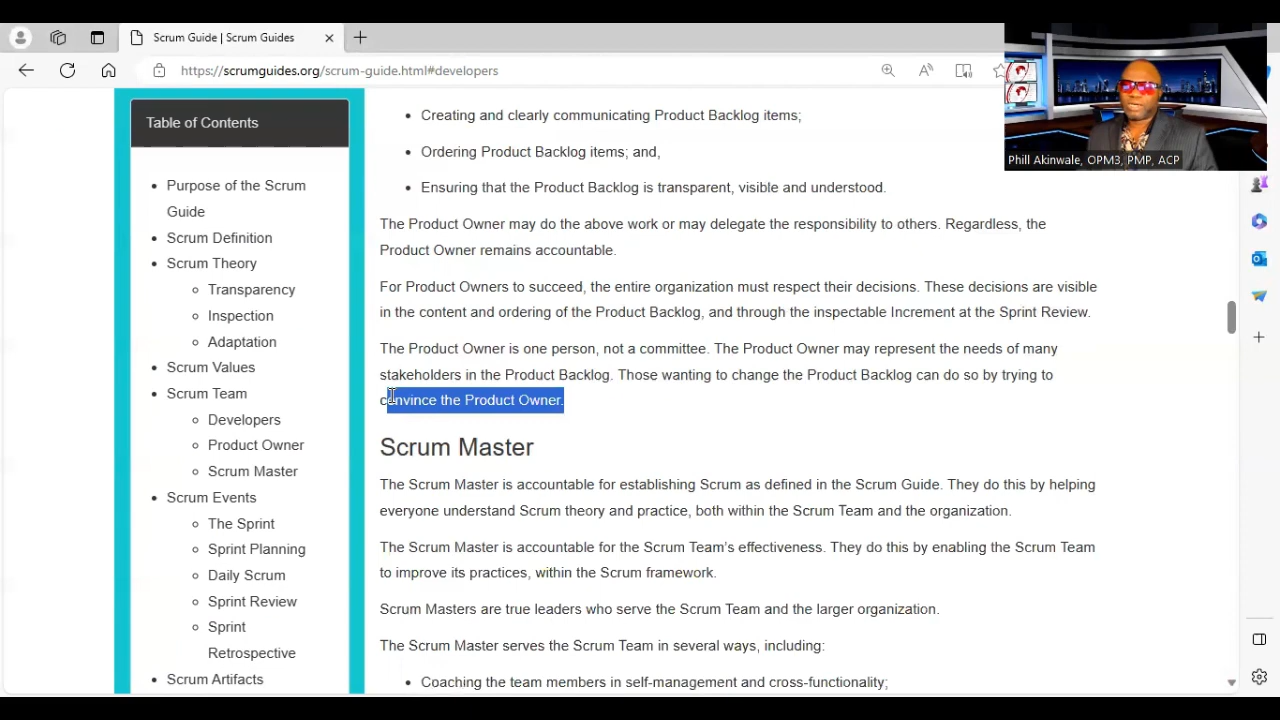 Scrum Guide | Scrum Guides
https://scrumguides.org/scrum-guide.html#developers
Phill Akinwale, OPM3, PMP, ACP
Table of Contents
Purpose of the Scrum
Guide
Scrum Definition
Scrum Theory
Transparency
Inspection
Adaptation
Scrum Values
Scrum Team
Developers
Product Owner
Scrum Master
Scrum Events
The Sprint
Sprint Planning
Daily Scrum
Sprint Review
Sprint
Retrospective
Scrum Artifacts
Creating and clearly communicating Product Backlog items;
Ordering Product Backlog items; and,
Ensuring that the Product Backlog is transparent, visible and understood.
The Product Owner may do the above work or may delegate the responsibility to others. Regardless, the
Product Owner remains accountable.
For Product Owners to succeed, the entire organization must respect their decisions. These decisions are visible
in the content and ordering of the Product Backlog, and through the inspectable Increment at the Sprint Review.
The Product Owner is one person, not a committee. The Product Owner may represent the needs of many
stakeholders in the Product Backlog. Those wanting to change the Product Backlog can do so by trying to
convince the Product Owner.
Scrum Master
The Scrum Master is accountable for establishing Scrum as defined in the Scrum Guide. They do this by helping
everyone understand Scrum theory and practice, both within the Scrum Team and the organization.
The Scrum Master is accountable for the Scrum Team's effectiveness. They do this by enabling the Scrum Team
to improve its practices, within the Scrum framework.
Scrum Masters are true leaders who serve the Scrum Team and the larger organization.
The Scrum Master serves the Scrum Team in several ways, including:
Coaching the team members in self-management and cross-functionality;